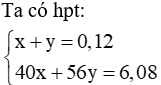 Ta có hpt:
x + y = 0,12
40x + 56y = 6,08